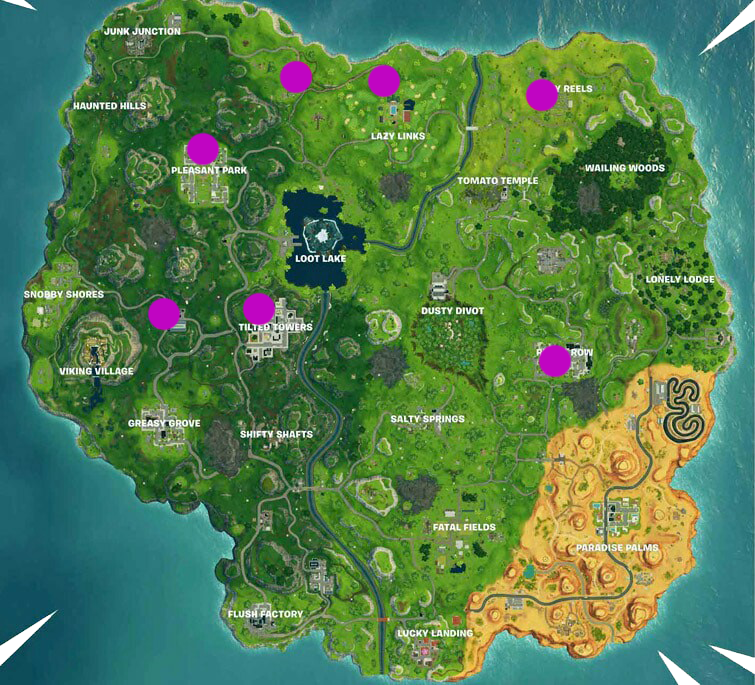 JUNK JUNCTION
HAUNTED HILLS
Y REELS
LAZY LINKS
PLEASANT PARK
WAILING WOODS
TOMATO TEMPLE
LOOT LAKE
LONELY LODGE
SNOBBY SHORES
DUSTY DIVOT
TILTED TOWERS
ROW
VIKING VILLAGE
GREASY GROVE
SALTY SPRINGS
SHIFTY SHAFTS
FATAL FIELDS
PARADISE PALMS
FLUSH FACTORY
LUCKY LANDING